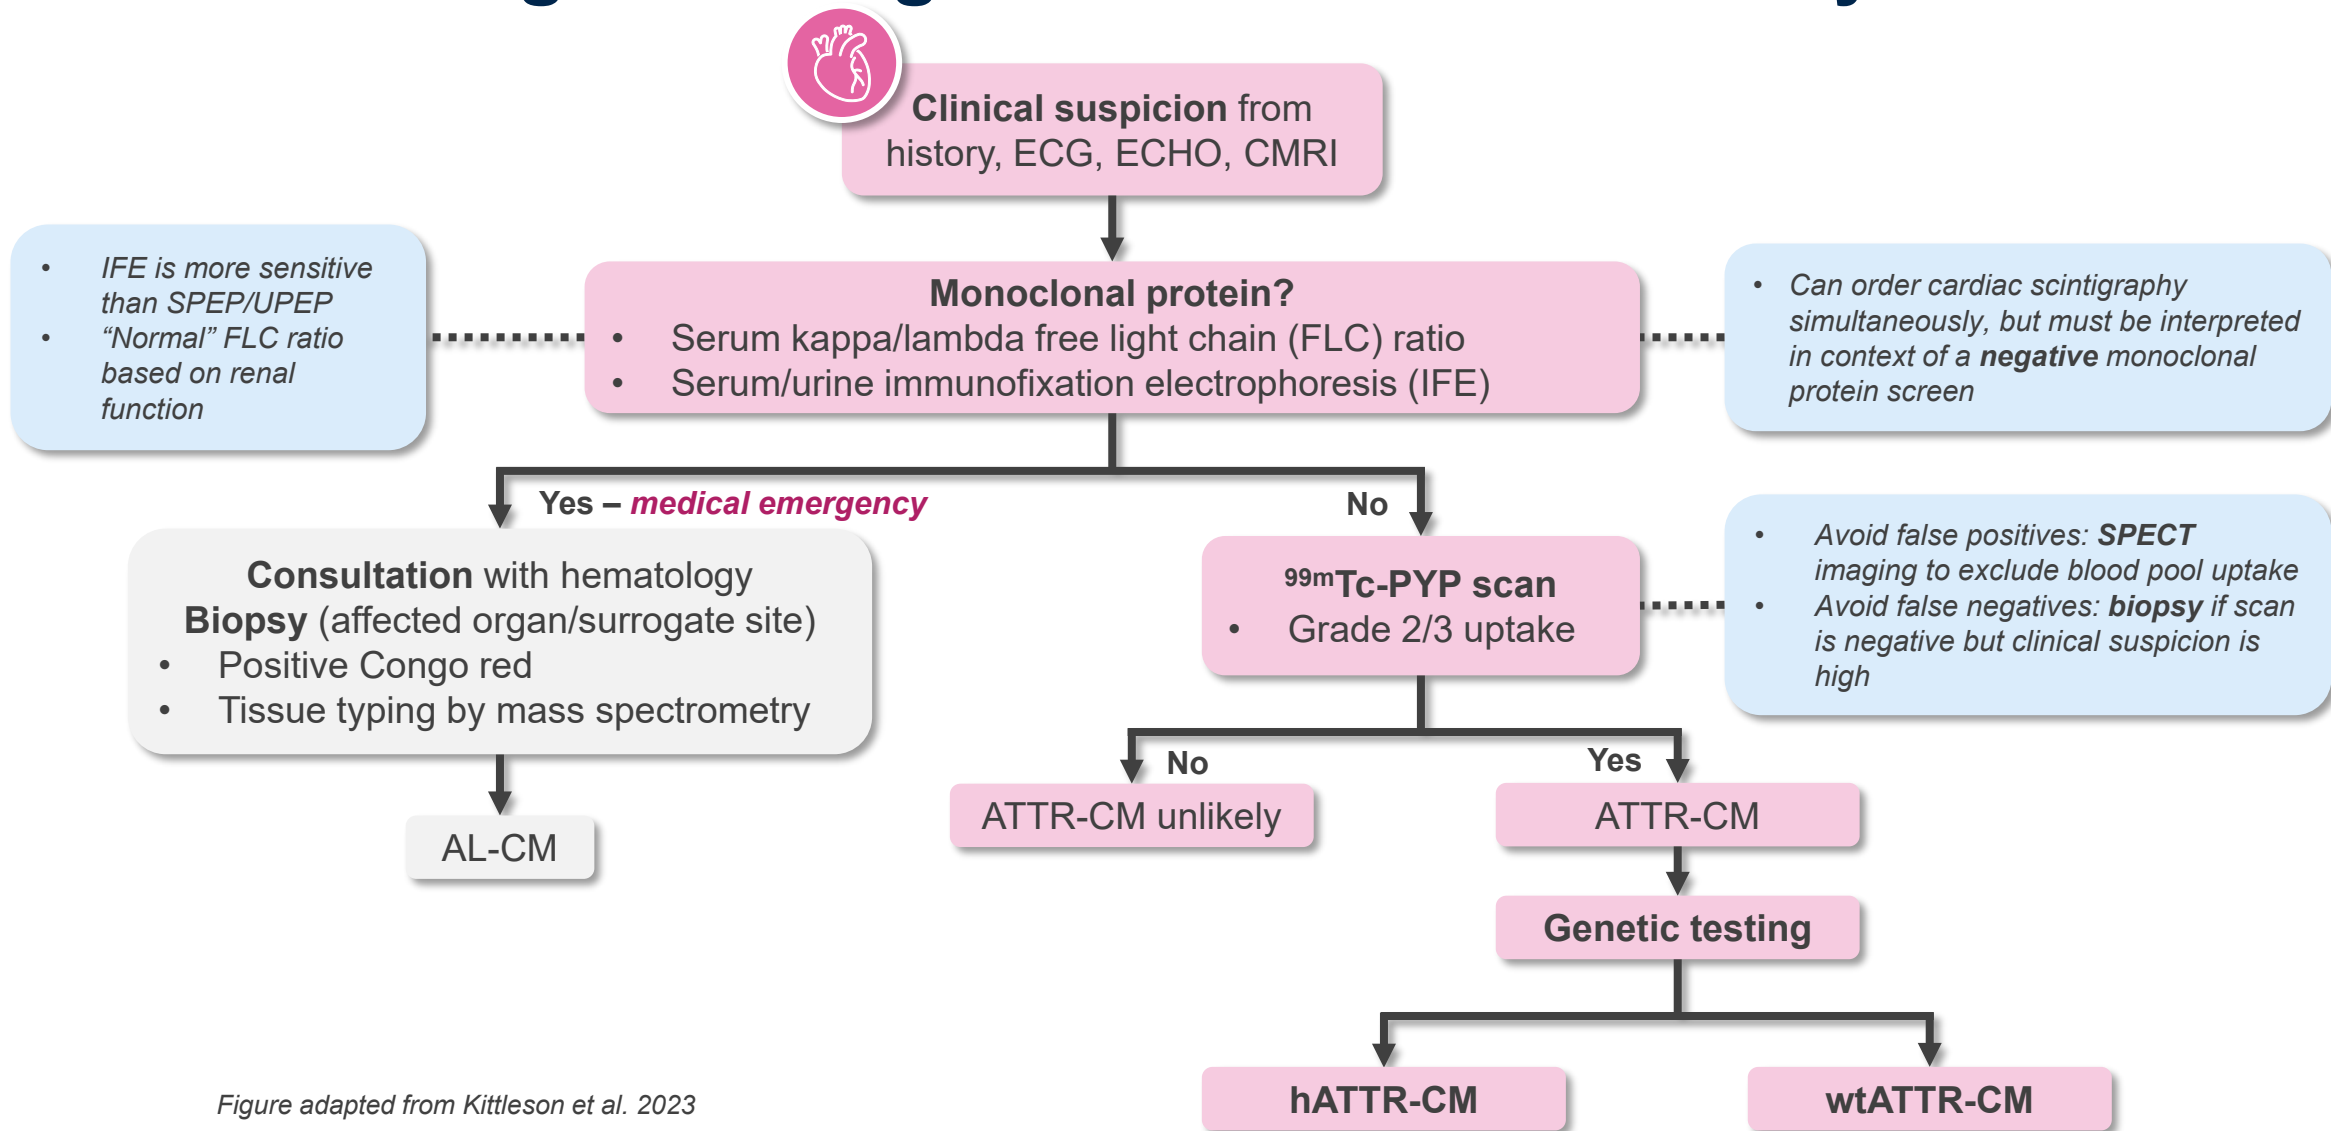 Clinical suspicion from
history, ECG, ECHO, CMRI
• IFE is more sensitive
than SPEP/UPEP
• “Normal” FLC ratio
based on renal
function
Monoclonal protein?
• Serum kappa/lambda free light chain (FLC) ratio
• Serum/urine immunofixation electrophoresis (IFE)
• Can order cardiac scintigraphy
simultaneously, but must be interpreted
in context of a negative monoclonal
protein screen
Yes – medical emergency
No
Consultation with hematology
Biopsy (affected organ/surrogate site)
• Positive Congo red
• Tissue typing by mass spectrometry
99mTc-PYP scan
• Grade 2/3 uptake
• Avoid false positives: SPECT
imaging to exclude blood pool uptake
• Avoid false negatives: biopsy if scan
is negative but clinical suspicion is
high
No
Yes
AL-CM
ATTR-CM unlikely
ATTR-CM
Genetic testing
hATTR-CM
wtATTR-CM
Figure adapted from Kittleson et al. 2023